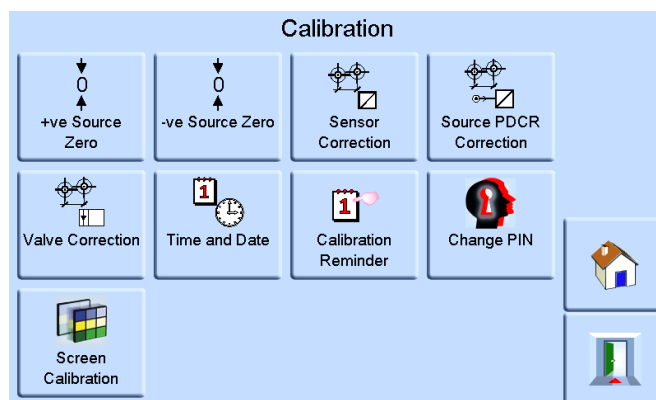 Calibration
0
+ve Source
Zero
0
-ve Source Zero
Sensor
Correction
Source PDCR
Correction
Valve Correction
1
Time and Date
1
Calibration
Reminder
Change PIN
Screen
Calibration